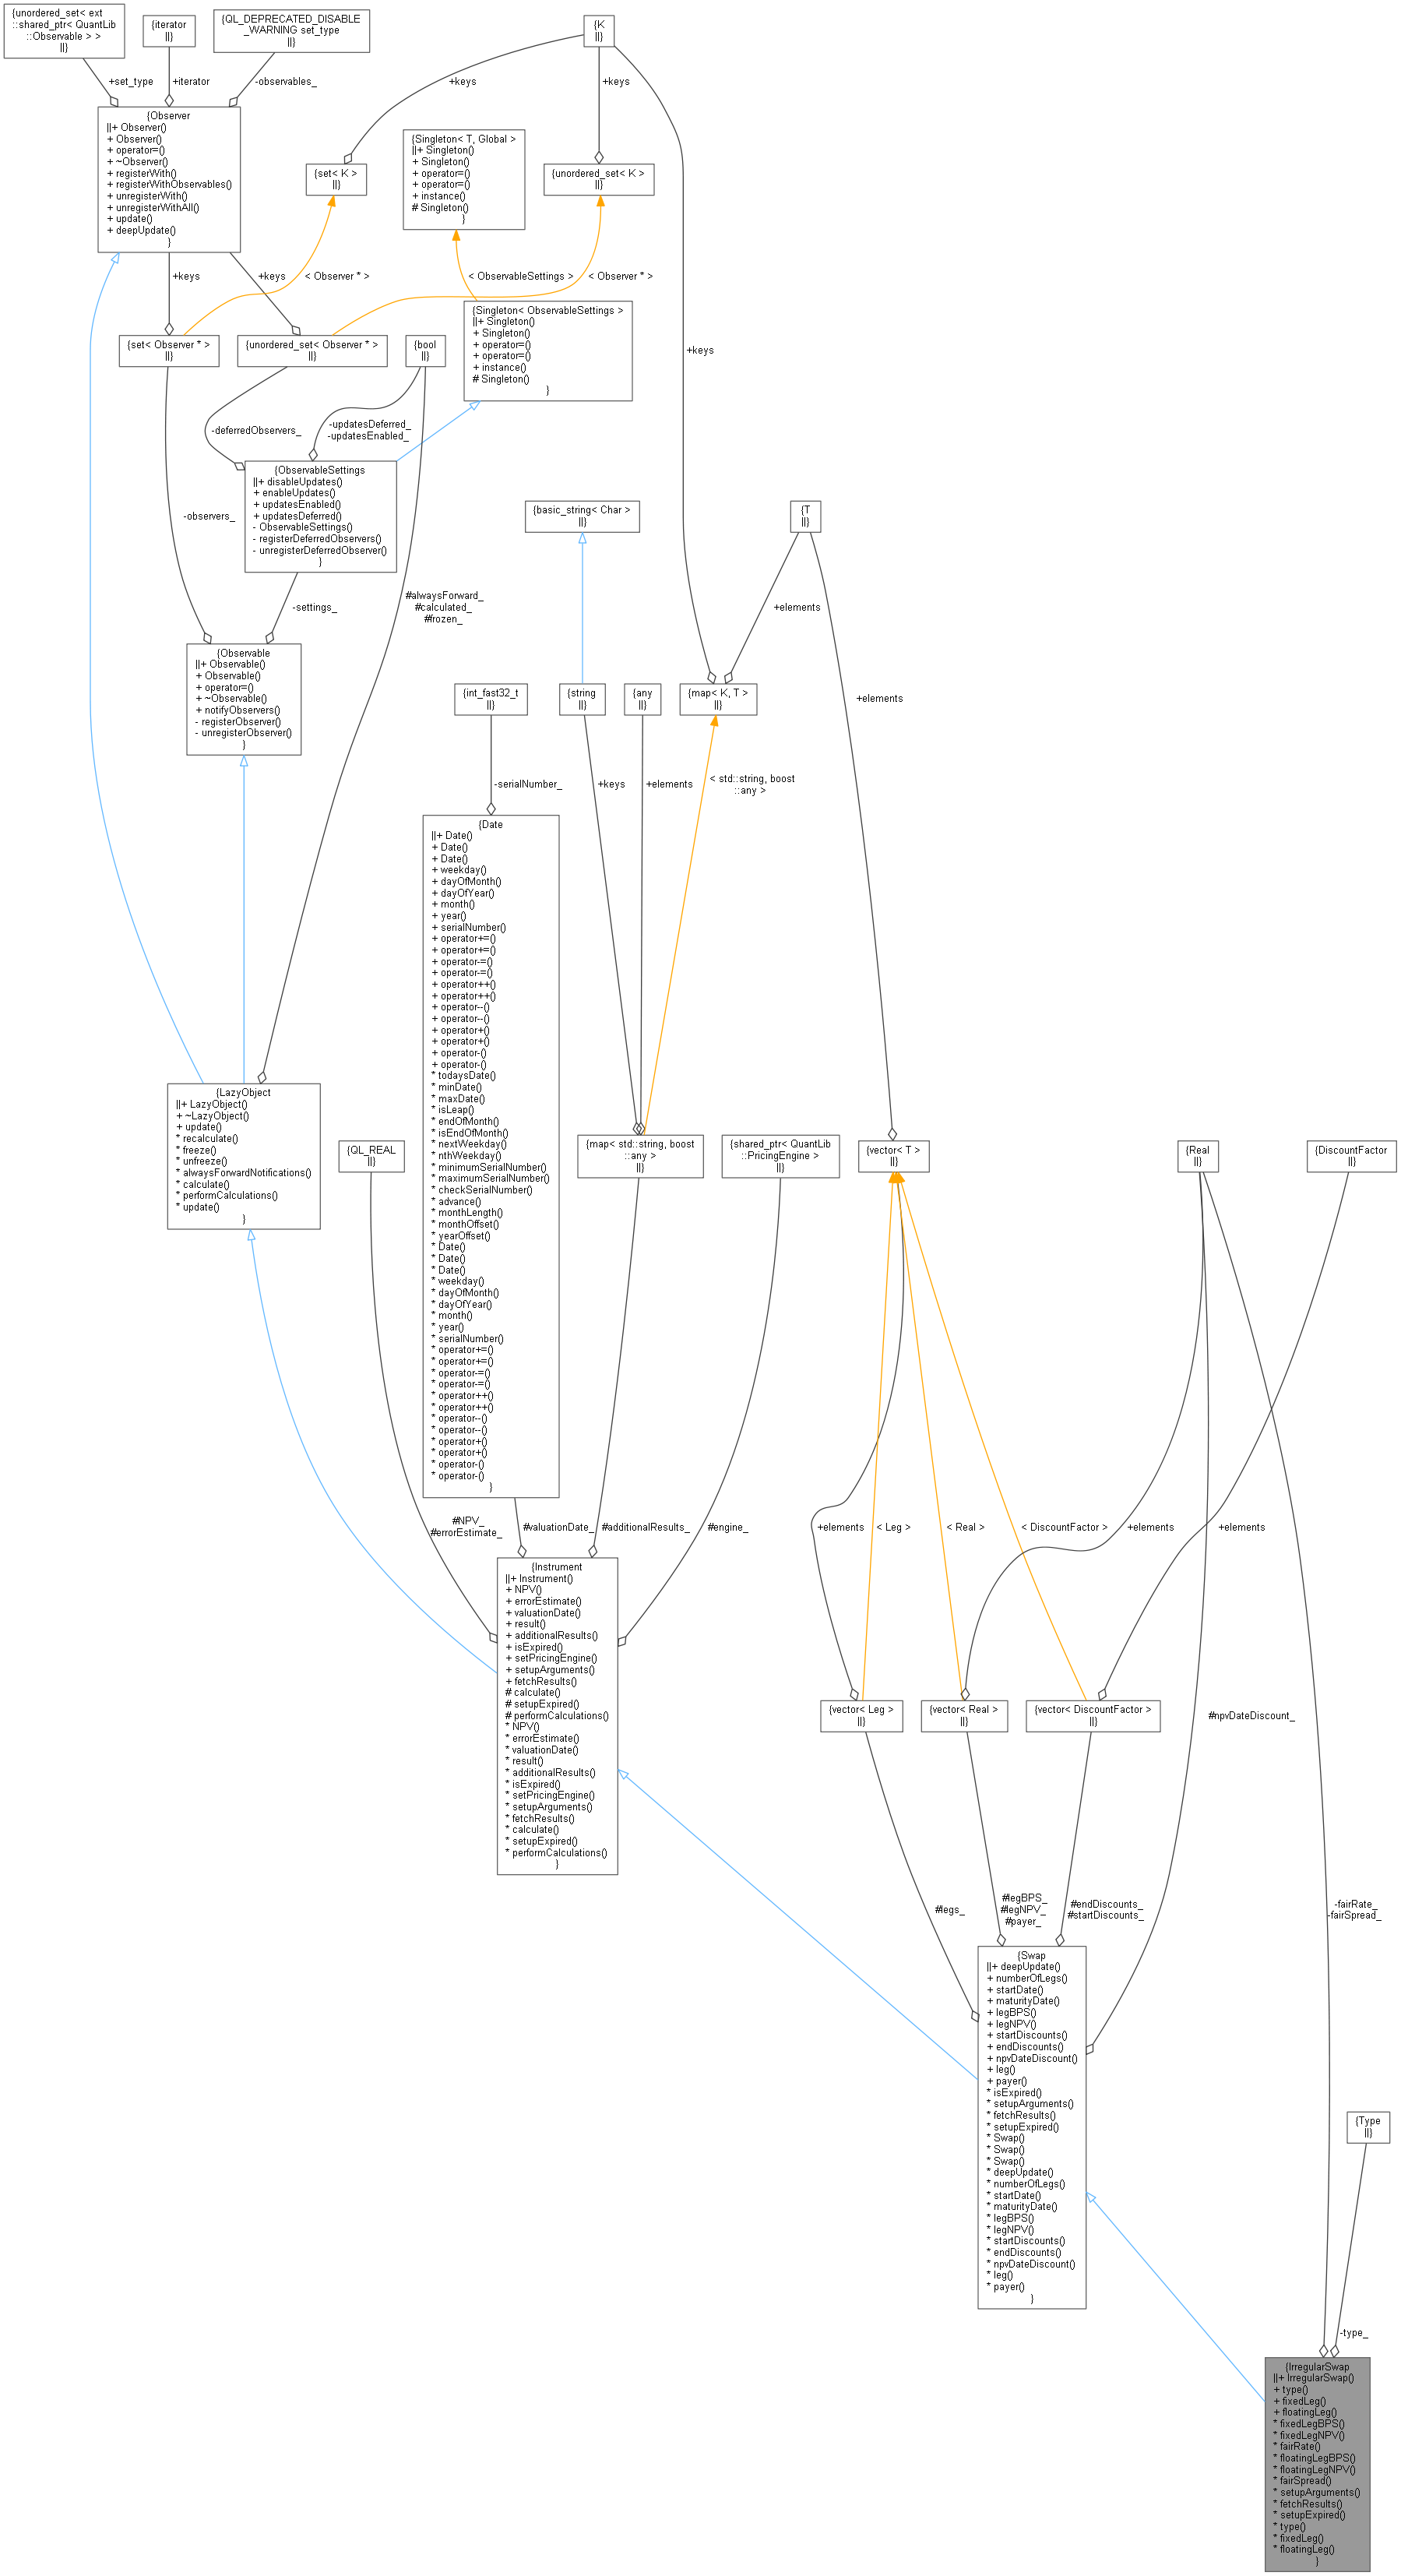 {unordered_set< ext
::shared_ptr< QuantLib
::Observable > >
||}
{iterator
||}
{QL_DEPRECATED_DISABLE
_WARNING set_type
||}
{K
||}
+set_type
+iterator
-observables_
+keys
+keys
{Observer
||+ Observer()
+ Observer()
+ operator=()
+ ~Observer()
+ registerWith()
+ registerWithObservables()
+ unregisterWith()
+ unregisterWithAll()
+ update()
+ deepUpdate()
}
{set< K >
||}
{Singleton< T, Global >
||+ Singleton()
+ Singleton()
+ operator=()
+ operator=()
+ instance()
# Singleton()
}
{unordered_set< K >
||}
+keys
+keys
< Observer * >
< ObservableSettings >
< Observer * >
{set< Observer * >
||}
{unordered_set< Observer * >
||}
{bool
||}
{Singleton< ObservableSettings >
||+ Singleton()
+ Singleton()
+ operator=()
+ operator=()
+ instance()
# Singleton()
}
+keys
-deferredObservers_
-updatesDeferred_
-updatesEnabled_
{ObservableSettings
||+ disableUpdates()
+ enableUpdates()
+ updatesEnabled()
+ updatesDeferred()
- ObservableSettings()
- registerDeferredObservers()
- unregisterDeferredObserver()
}
-observers_
{basic_string< Char >
||}
{T
||}
-settings_
#alwaysForward_
#calculated_
#frozen_
+elements
{Observable
||+ Observable()
+ Observable()
+ operator=()
+ ~Observable()
+ notifyObservers()
- registerObserver()
- unregisterObserver()
}
{int_fast32_t
||}
{string
||}
{any
||}
{map< K, T >
||}
+elements
-serialNumber_
+keys
+elements
< std::string, boost
::any >
{Date
||+ Date()
+ Date()
+ Date()
+ weekday()
+ dayOfMonth()
+ dayOfYear()
+ month()
+ year()
+ serialNumber()
+ operator+=()
+ operator+=()
+ operator-=()
+ operator-=()
+ operator++()
+ operator++()
+ operator--()
+ operator--()
+ operator+()
+ operator+()
+ operator-()
+ operator-()
* todaysDate()
* minDate()
* maxDate()
* isLeap()
* endOfMonth()
* isEndOfMonth()
* nextWeekday()
* nthWeekday()
* minimumSerialNumber()
* maximumSerialNumber()
* checkSerialNumber()
* advance()
* monthLength()
* monthOffset()
* yearOffset()
* Date()
* Date()
* Date()
* weekday()
* dayOfMonth()
* dayOfYear()
* month()
* year()
* serialNumber()
* operator+=()
* operator+=()
* operator-=()
* operator-=()
* operator++()
* operator++()
* operator--()
* operator--()
* operator+()
* operator+()
* operator-()
* operator-()
}
{LazyObject
||+ LazyObject()
+ ~LazyObject()
+ update()
* recalculate()
* freeze()
* unfreeze()
* alwaysForwardNotifications()
* calculate()
* performCalculations()
* update()
}
{QL_REAL
||}
{map< std::string, boost
::any >
||}
{shared_ptr< QuantLib
::PricingEngine >
||}
{vector< T >
||}
{Real
||}
{DiscountFactor
||}
#NPV_
#errorEstimate_
#valuationDate_
#additionalResults_
#engine_
+elements
< Leg >
< Real >
< DiscountFactor >
+elements
+elements
{Instrument
||+ Instrument()
+ NPV()
+ errorEstimate()
+ valuationDate()
+ result()
+ additionalResults()
+ isExpired()
+ setPricingEngine()
+ setupArguments()
+ fetchResults()
# calculate()
# setupExpired()
# performCalculations()
* NPV()
* errorEstimate()
* valuationDate()
* result()
* additionalResults()
* isExpired()
* setPricingEngine()
* setupArguments()
* fetchResults()
* calculate()
* setupExpired()
* performCalculations()
}
{vector< Leg >
||}
{vector< Real >
||}
{vector< DiscountFactor >
||}
#npvDateDiscount_
#legs_
#legBPS_
#legNPV_
#payer_
#endDiscounts_
#startDiscounts_
-fairRate_
-fairSpread_
{Swap
||+ deepUpdate()
+ numberOfLegs()
+ startDate()
+ maturityDate()
+ legBPS()
+ legNPV()
+ startDiscounts()
+ endDiscounts()
+ npvDateDiscount()
+ leg()
+ payer()
* isExpired()
* setupArguments()
* fetchResults()
* setupExpired()
* Swap()
* Swap()
* Swap()
* deepUpdate()
* numberOfLegs()
* startDate()
* maturityDate()
* legBPS()
* legNPV()
* startDiscounts()
* endDiscounts()
* npvDateDiscount()
* leg()
* payer()
}
{Type
||}
-type_
{IrregularSwap
||+ IrregularSwap()
+ type()
+ fixedLeg()
+ floatingLeg()
* fixedLegBPS()
* fixedLegNPV()
* fairRate()
* floatingLegBPS()
* floatingLegNPV()
* fairSpread()
* setupArguments()
* fetchResults()
* setupExpired()
* type()
* fixedLeg()
* floatingLeg()
}